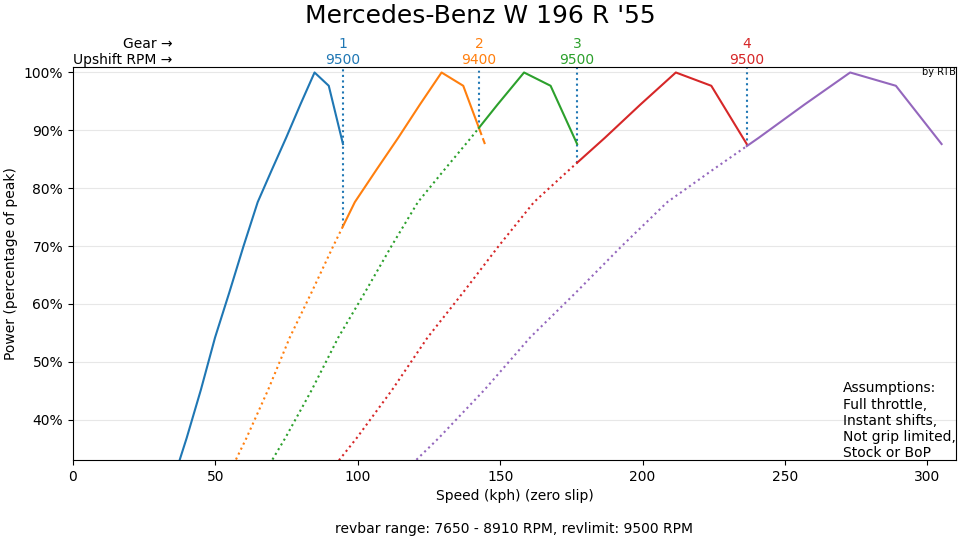 Mercedes-Benz W 196 R '55
Gear →
1
2
3
4
Upshift RPM →
9500
9400
9500
9500
by RTB
100%
90%
80%
70%
60%
50%
40%
Power (percentage of peak)
Assumptions:
Full throttle,
Instant shifts,
Not grip limited,
Stock or BoP
0
50
100
150
200
250
300
Speed (kph) (zero slip)
revbar range: 7650 - 8910 RPM, revlimit: 9500 RPM